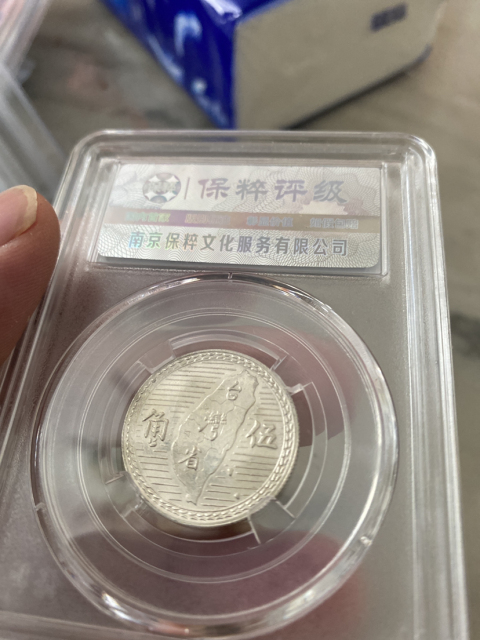 保粹评级
南京保粹文化服务有限公司
台
角 灣 伍
省